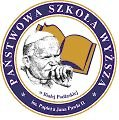 PAŃSTWOWA SZKOŁA WYŻSZA
w Białej Podlaskiej
im. Papieża Jana Pawła II